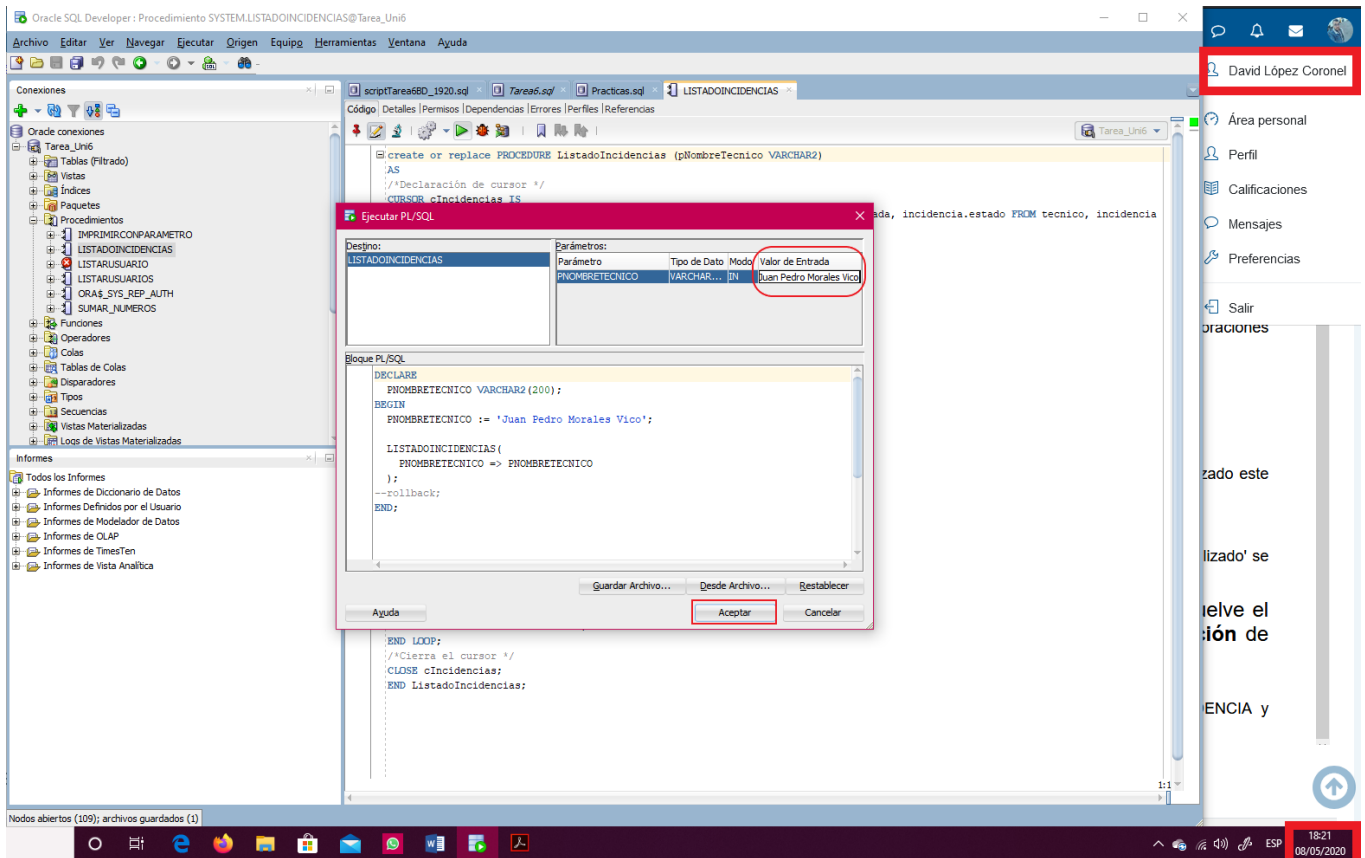 Oracle SQL Developer : Procedimiento SYSTEM.LISTADOINCIDENCIAS@Tarea_Uni6
Archivo Editar Ver Navegar Ejecutar Origen Equipo Herramientas Ventana Ayuda
Conexiones
Oracle conexiones
Tarea_Uni6
Tablas (Filtrado)
Vistas
Índices
Paquetes
Procedimientos
IMPRIMIRCONPARAMETRO
LISTADOINCIDENCIAS
LISTARUSUARIO
LISTARUSUARIOS
ORA$_SYS_REP_AUTH
SUMAR_NUMEROS
Funciones
Operadores
Colas
Tablas de Colas
Disparadores
Tipos
Secuencias
Vistas Materializadas
Logs de Vistas Materializadas
Informes
Todos los Informes
Informes de Diccionario de Datos
Informes Definidos por el Usuario
Informes de Modelador de Datos
Informes de OLAP
Informes de TimesTen
Informes de Vista Analítica
Nodos abiertos (109); archivos guardados (1)
scriptTarea6BD_1920.sql Tarea6.sql Practicas.sql LISTADOINCIDENCIAS
Código Detalles Permisos Dependencias Errores Perfiles Referencias
Tarea_Uni6
create or replace PROCEDURE ListadoIncidencias (pNombreTecnico VARCHAR2)
AS
/*Declaración de cursor */
CURSOR cIncidencias IS
ada, incidencia.estado FROM tecnico, incidencia
Ejecutar PL/SQL
Destino:
LISTADOINCIDENCIAS
Parámetros:
Parámetro Tipo de Dato Modo Valor de Entrada
PNOMBRETECNICO VARCHAR... IN Juan Pedro Morales Vico
Bloque PL/SQL
DECLARE
PNOMBRETECNICO VARCHAR2(200);
BEGIN
PNOMBRETECNICO := 'Juan Pedro Morales Vico';
LISTADOINCIDENCIAS(
PNOMBRETECNICO => PNOMBRETECNICO
);
--rollback;
END;
Guardar Archivo... Desde Archivo... Restablecer
Ayuda Aceptar Cancelar
END LOOP;
/*Cierra el cursor */
CLOSE cIncidencias;
END ListadoIncidencias;
1:1
David López Coronel
Área personal
Perfil
Calificaciones
Mensajes
Preferencias
Salir
oraciones
zado este
lizado' se
uelve el
ción de
DENCIA y
ESP
18:21
08/05/2020